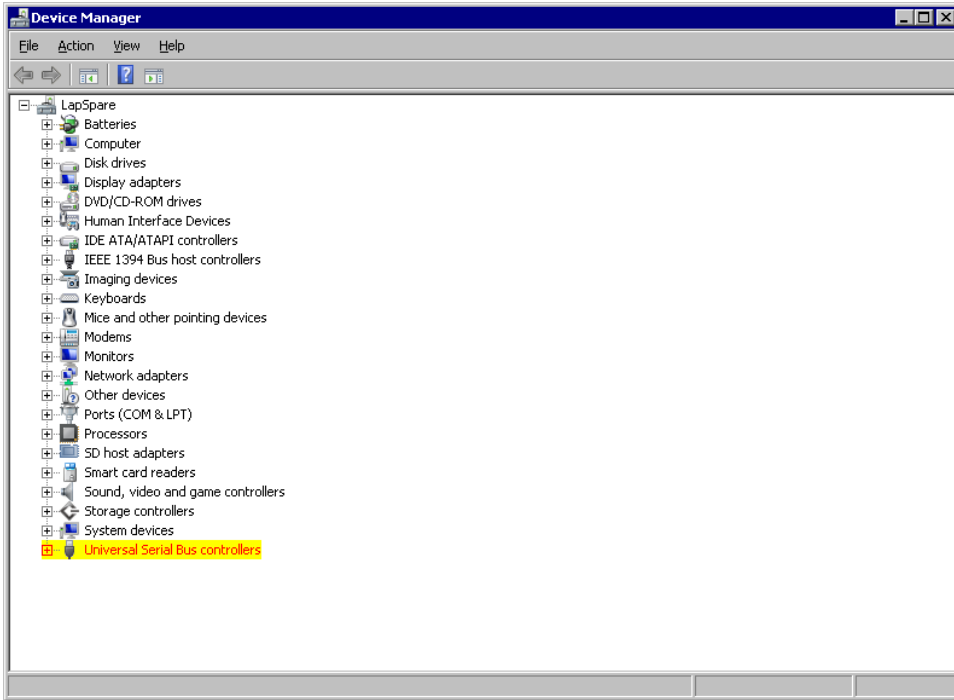 Device Manager
File Action View Help
LapSpare
Batteries
Computer
Disk drives
Display adapters
DVD/CD-ROM drives
Human Interface Devices
IDE ATA/ATAPI controllers
IEEE 1394 Bus host controllers
Imaging devices
Keyboards
Mice and other pointing devices
Modems
Monitors
Network adapters
Other devices
Ports (COM & LPT)
Processors
SD host adapters
Smart card readers
Sound, video and game controllers
Storage controllers
System devices
Universal Serial Bus controllers